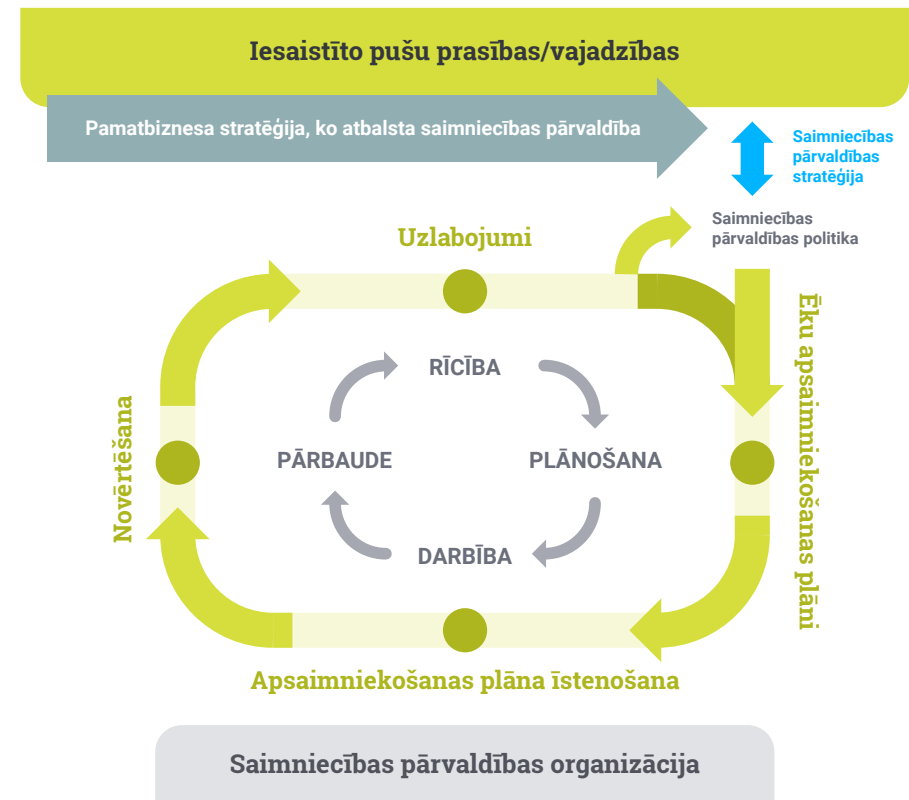 Iesaistīto pušu prasības/vajadzības
Pamatbiznesa stratēģija, ko atbalsta saimniecības pārvaldība
Saimniecības
pārvaldības
stratēģija
Saimniecības
pārvaldības politika
Uzlabojumi
Ēku apsaimniekošanas plāni
RĪCĪBA
Novērtēšana
PĀRBAUDE
PLĀNOŠANA
DARBĪBA
Apsaimniekošanas plāna īstenošana
Saimniecības pārvaldības organizācija